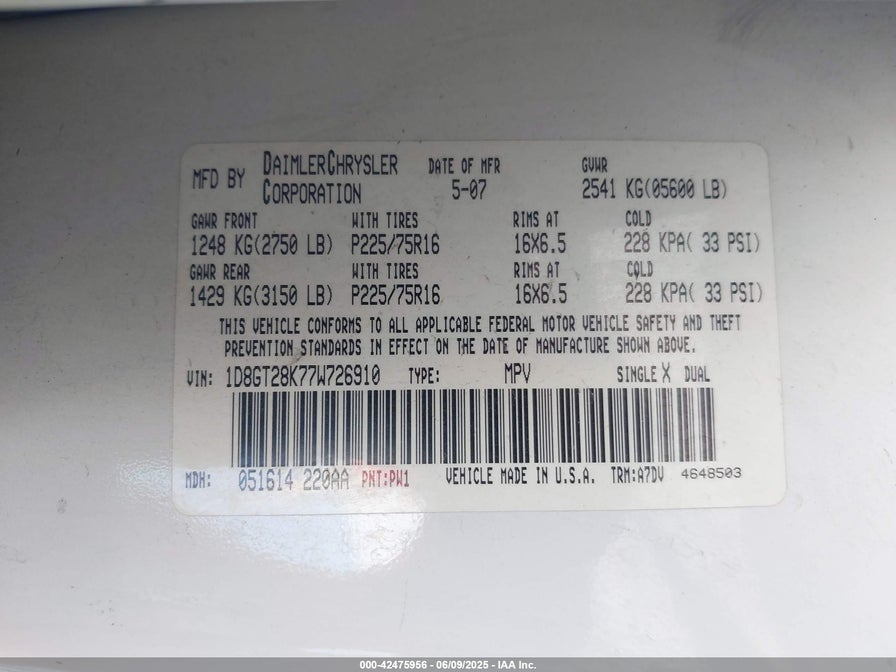 MFD BY DAIMLERCHRYSLER CORPORATION DATE OF MFR 5-07 GVWR 2541 KG(05600 LB)
GAWR FRONT WITH TIRES RIMS AT COLD
1248 KG(2750 LB) P225/75R16 16X6.5 228 KPA( 33 PSI)
GAWR REAR WITH TIRES RIMS AT COLD
1429 KG(3150 LB) P225/75R16 16X6.5 228 KPA( 33 PSI)
THIS VEHICLE CONFORMS TO ALL APPLICABLE FEDERAL MOTOR VEHICLE SAFETY AND THEFT
PREVENTION STANDARDS IN EFFECT ON THE DATE OF MANUFACTURE SHOWN ABOVE.
VIN: 1D8GT28K77W726910 TYPE: MPV SINGLE X DUAL
MDH: 051614 220AA PNT:PW1 VEHICLE MADE IN U.S.A. TRM:A7DV 4648503
000-42475956 - 06/09/2025 - IAA Inc.